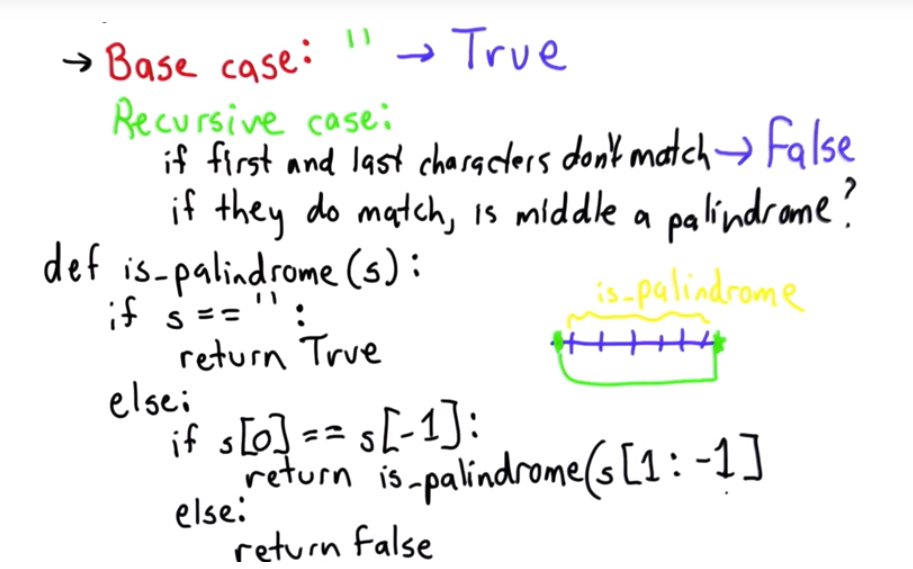 → Base case: '' → True
Recursive case:
if first and last characters don't match → False
if they do match, is middle a palindrome?
def is_palindrome(s):
if s == '':
return True
is_palindrome
else:
if s[0] == s[-1]:
return is_palindrome(s[1:-1]
else:
return False